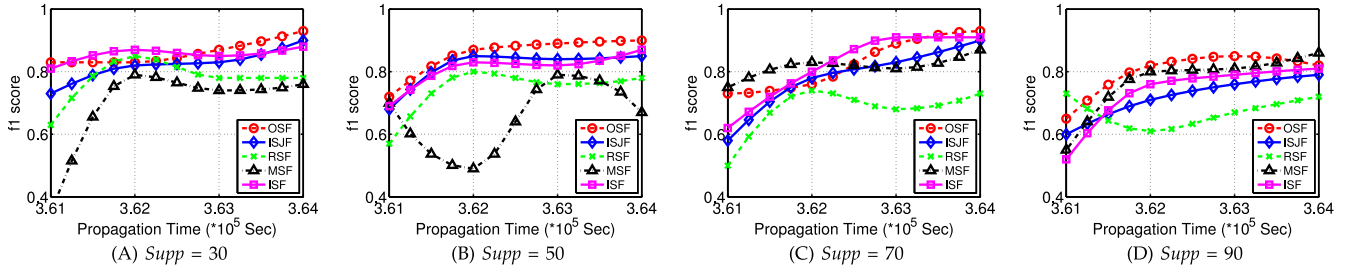 f1 score
1
0.8
0.6
0.4
3.61 3.62 3.63 3.64
Propagation Time (*10^5 Sec)
OSF
ISJF
RSF
MSF
ISF
(A) Supp = 30
f1 score
1
0.8
0.6
0.4
3.61 3.62 3.63 3.64
Propagation Time (*10^5 Sec)
OSF
ISJF
RSF
MSF
ISF
(B) Supp = 50
f1 score
1
0.8
0.6
0.4
3.61 3.62 3.63 3.64
Propagation Time (*10^5 Sec)
OSF
ISJF
RSF
MSF
ISF
(C) Supp = 70
f1 score
1
0.8
0.6
0.4
3.61 3.62 3.63 3.64
Propagation Time (*10^5 Sec)
OSF
ISJF
RSF
MSF
ISF
(D) Supp = 90